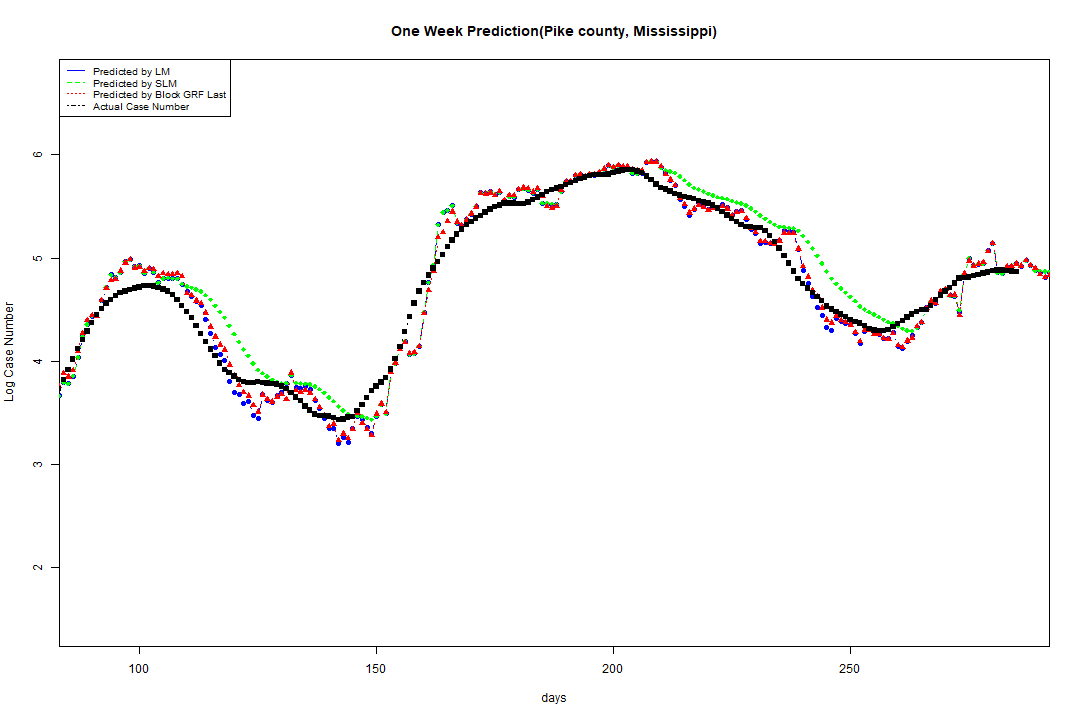 One Week Prediction(Pike county, Mississippi)
Predicted by LM
Predicted by SLM
Predicted by Block GRF Last
Actual Case Number
6
5
4
3
2
Log Case Number
100
150
200
250
days